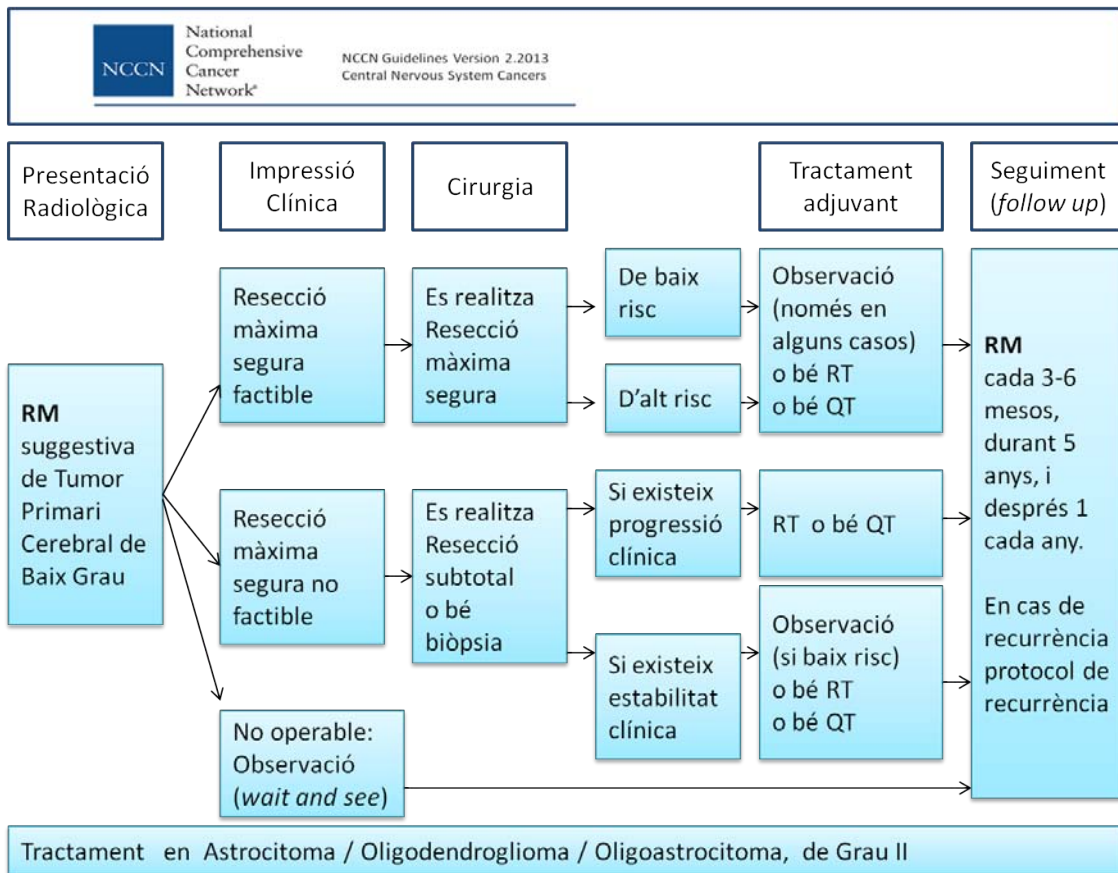 NCCN
National
Comprehensive
Cancer
Network®
NCCN Guidelines Version 2.2013
Central Nervous System Cancers
Presentació
Radiològica
Impressió
Clínica
Cirurgia
Tractament
adjuvant
Seguiment
(follow up)
RM
suggestiva
de Tumor
Primari
Cerebral de
Baix Grau
Resecció
màxima
segura
factible
Es realitza
Resecció
màxima
segura
De baix
risc
D'alt risc
Observació
(només en
alguns casos)
o bé RT
o bé QT
Resecció
màxima
segura no
factible
Es realitza
Resecció
subtotal
o bé
biòpsia
Si existeix
progressió
clínica
RT o bé QT
Si existeix
estabilitat
clínica
Observació
(si baix risc)
o bé RT
o bé QT
No operable:
Observació
(wait and see)
RM
cada 3-6
mesos,
durant 5
anys, i
després 1
cada any.
En cas de
recurrència
protocol de
recurrència
Tractament en Astrocitoma / Oligodendroglioma / Oligoastrocitoma, de Grau II